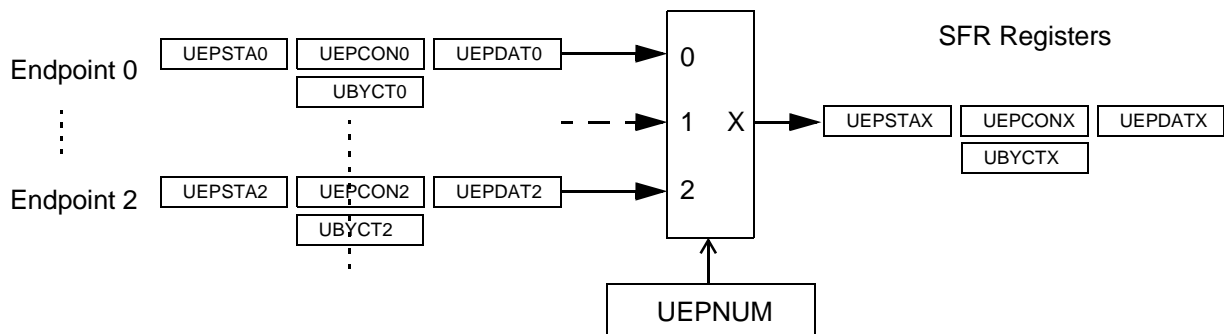 SFR Registers
Endpoint 0 UEPSTA0 UEPCON0 UEPDAT0 0
UBYCT0
1 X UEPSTAX UEPCONX UEPDATX
UBYCTX
Endpoint 2 UEPSTA2 UEPCON2 UEPDAT2 2
UBYCT2
UEPNUM